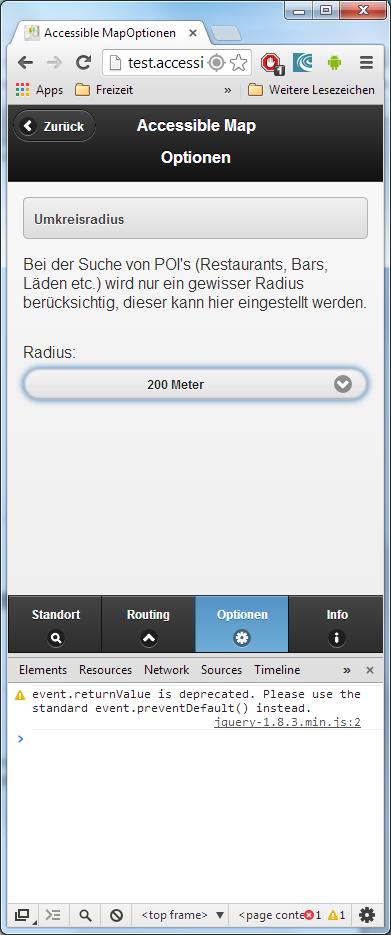 Accessible MapOptionen
test.accessi
1
Apps Freizeit » Weitere Lesezeichen
Zurück
Accessible Map
Optionen
Umkreisradius
Bei der Suche von POI's (Restaurants, Bars,
Läden etc.) wird nur ein gewisser Radius
berücksichtig, dieser kann hier eingestellt werden.
Radius:
200 Meter
Standort Routing Optionen Info
Elements Resources Network Sources Timeline »
event.returnValue is deprecated. Please use the
standard event.preventDefault() instead.
jquery-1.8.3.min.js:2
<top frame> <page conte 1 1